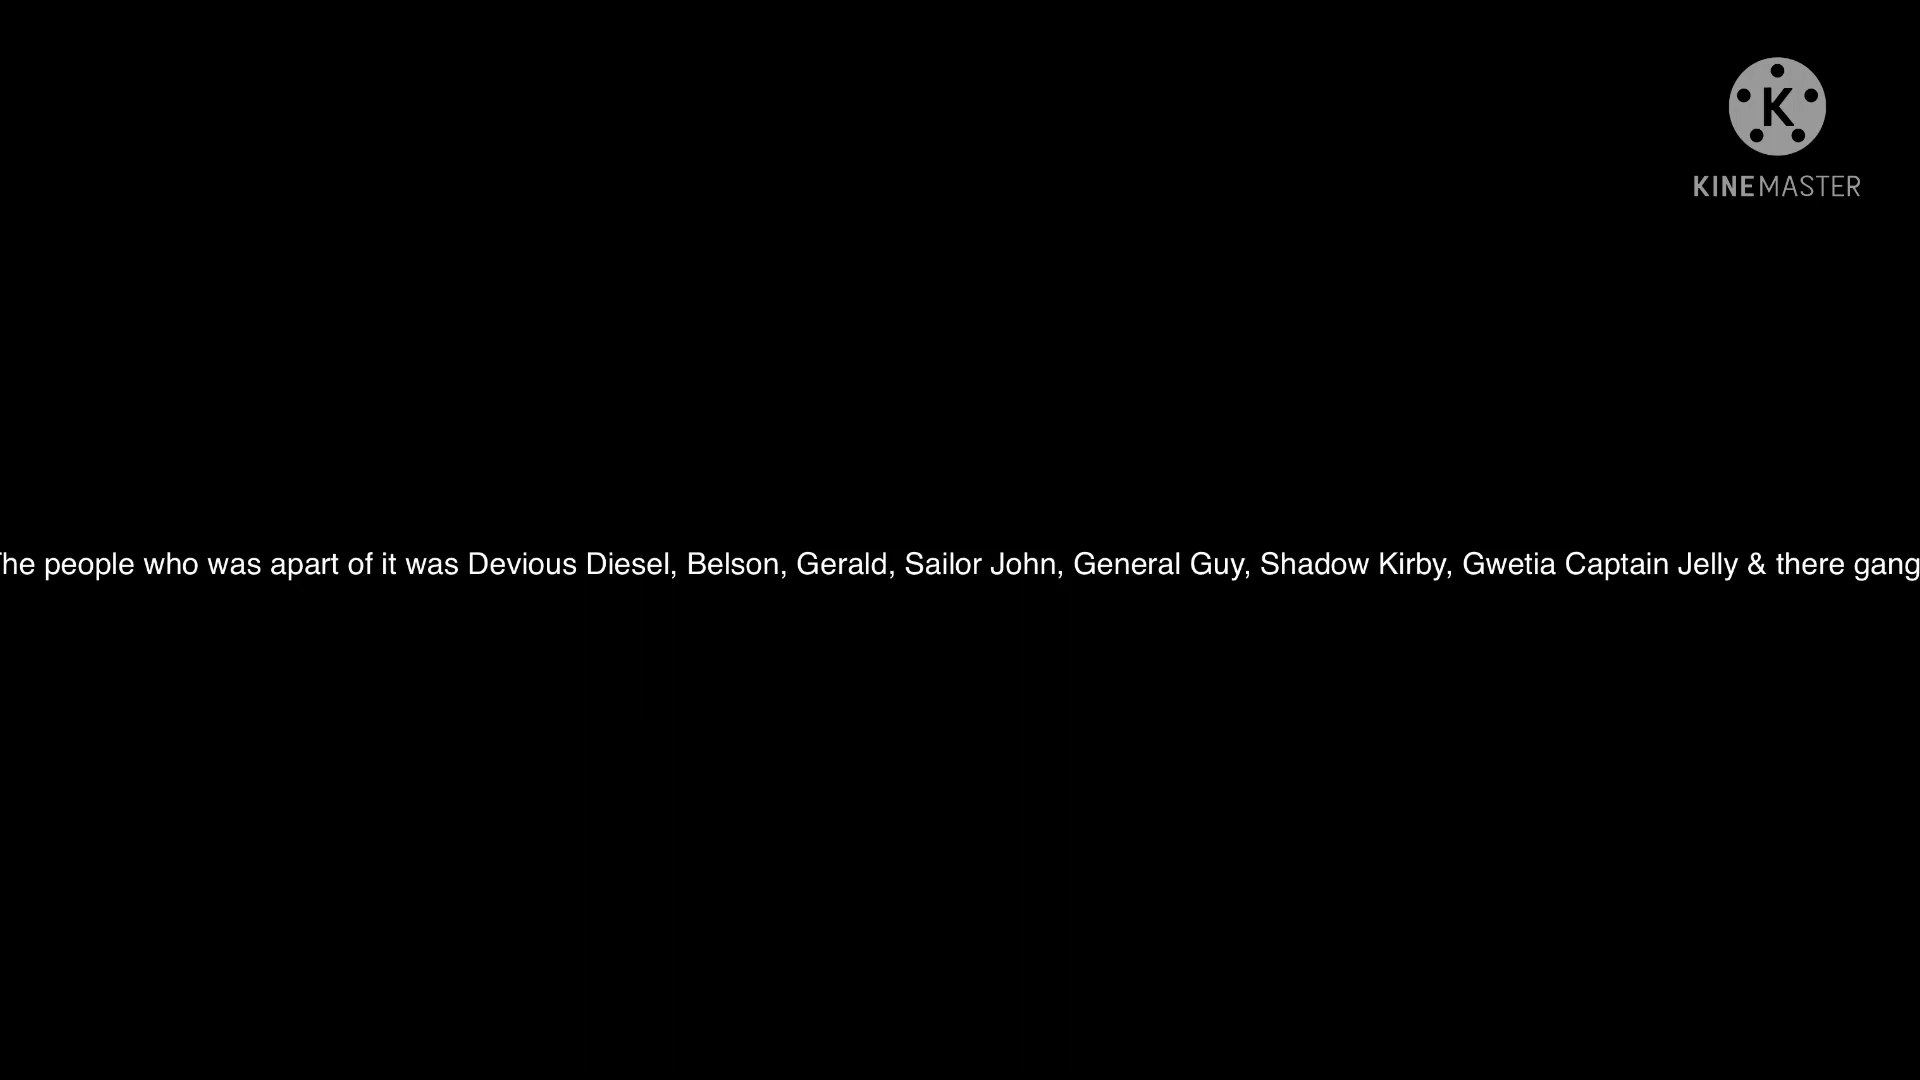 K
KINEMASTER
The people who was apart of it was Devious Diesel, Belson, Gerald, Sailor John, General Guy, Shadow Kirby, Gwetia Captain Jelly & there gang